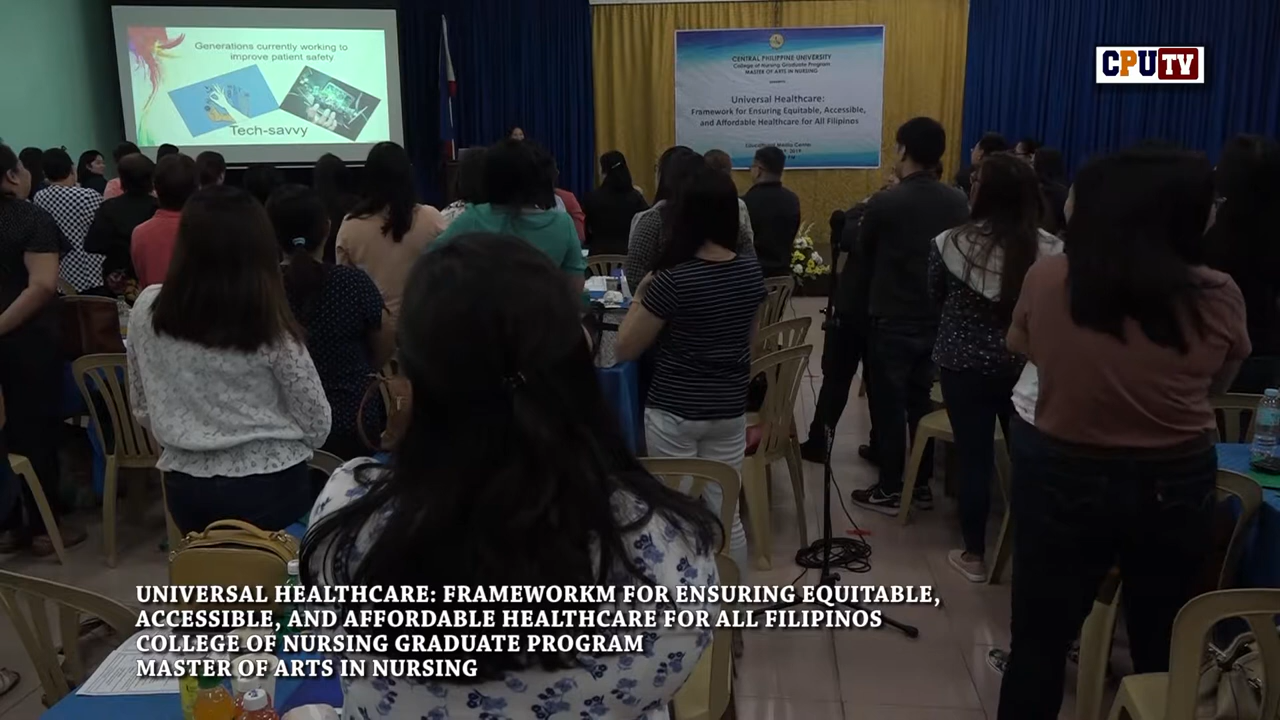 Generations currently working to
improve patient safety
Tech-savvy
CENTRAL PHILIPPINE UNIVERSITY
College of Nursing Graduate Program
MASTER OF ARTS IN NURSING
Universal Healthcare:
Framework for Ensuring Equitable, Accessible,
and Affordable Healthcare for All Filipinos
CPUTV
UNIVERSAL HEALTHCARE: FRAMEWORKM FOR ENSURING EQUITABLE,
ACCESSIBLE, AND AFFORDABLE HEALTHCARE FOR ALL FILIPINOS
COLLEGE OF NURSING GRADUATE PROGRAM
MASTER OF ARTS IN NURSING